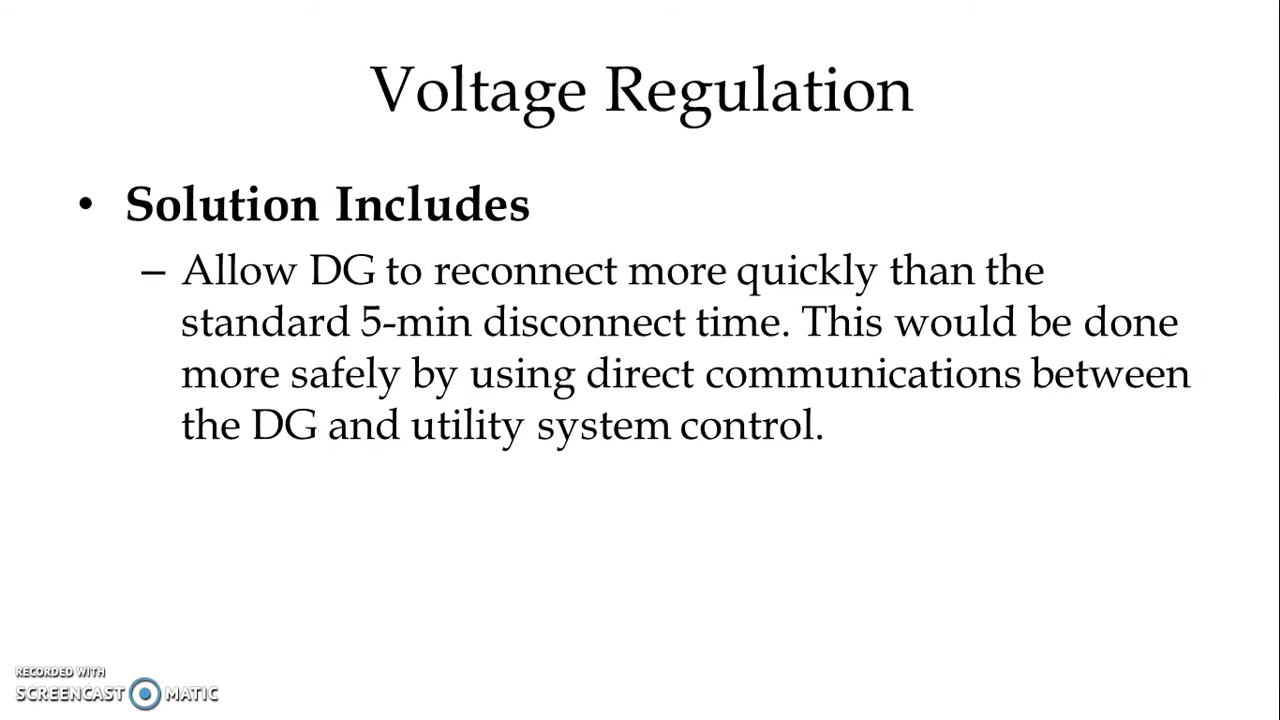 Voltage Regulation
• Solution Includes
– Allow DG to reconnect more quickly than the
standard 5-min disconnect time. This would be done
more safely by using direct communications between
the DG and utility system control.
RECORDED WITH
SCREENCAST MATIC